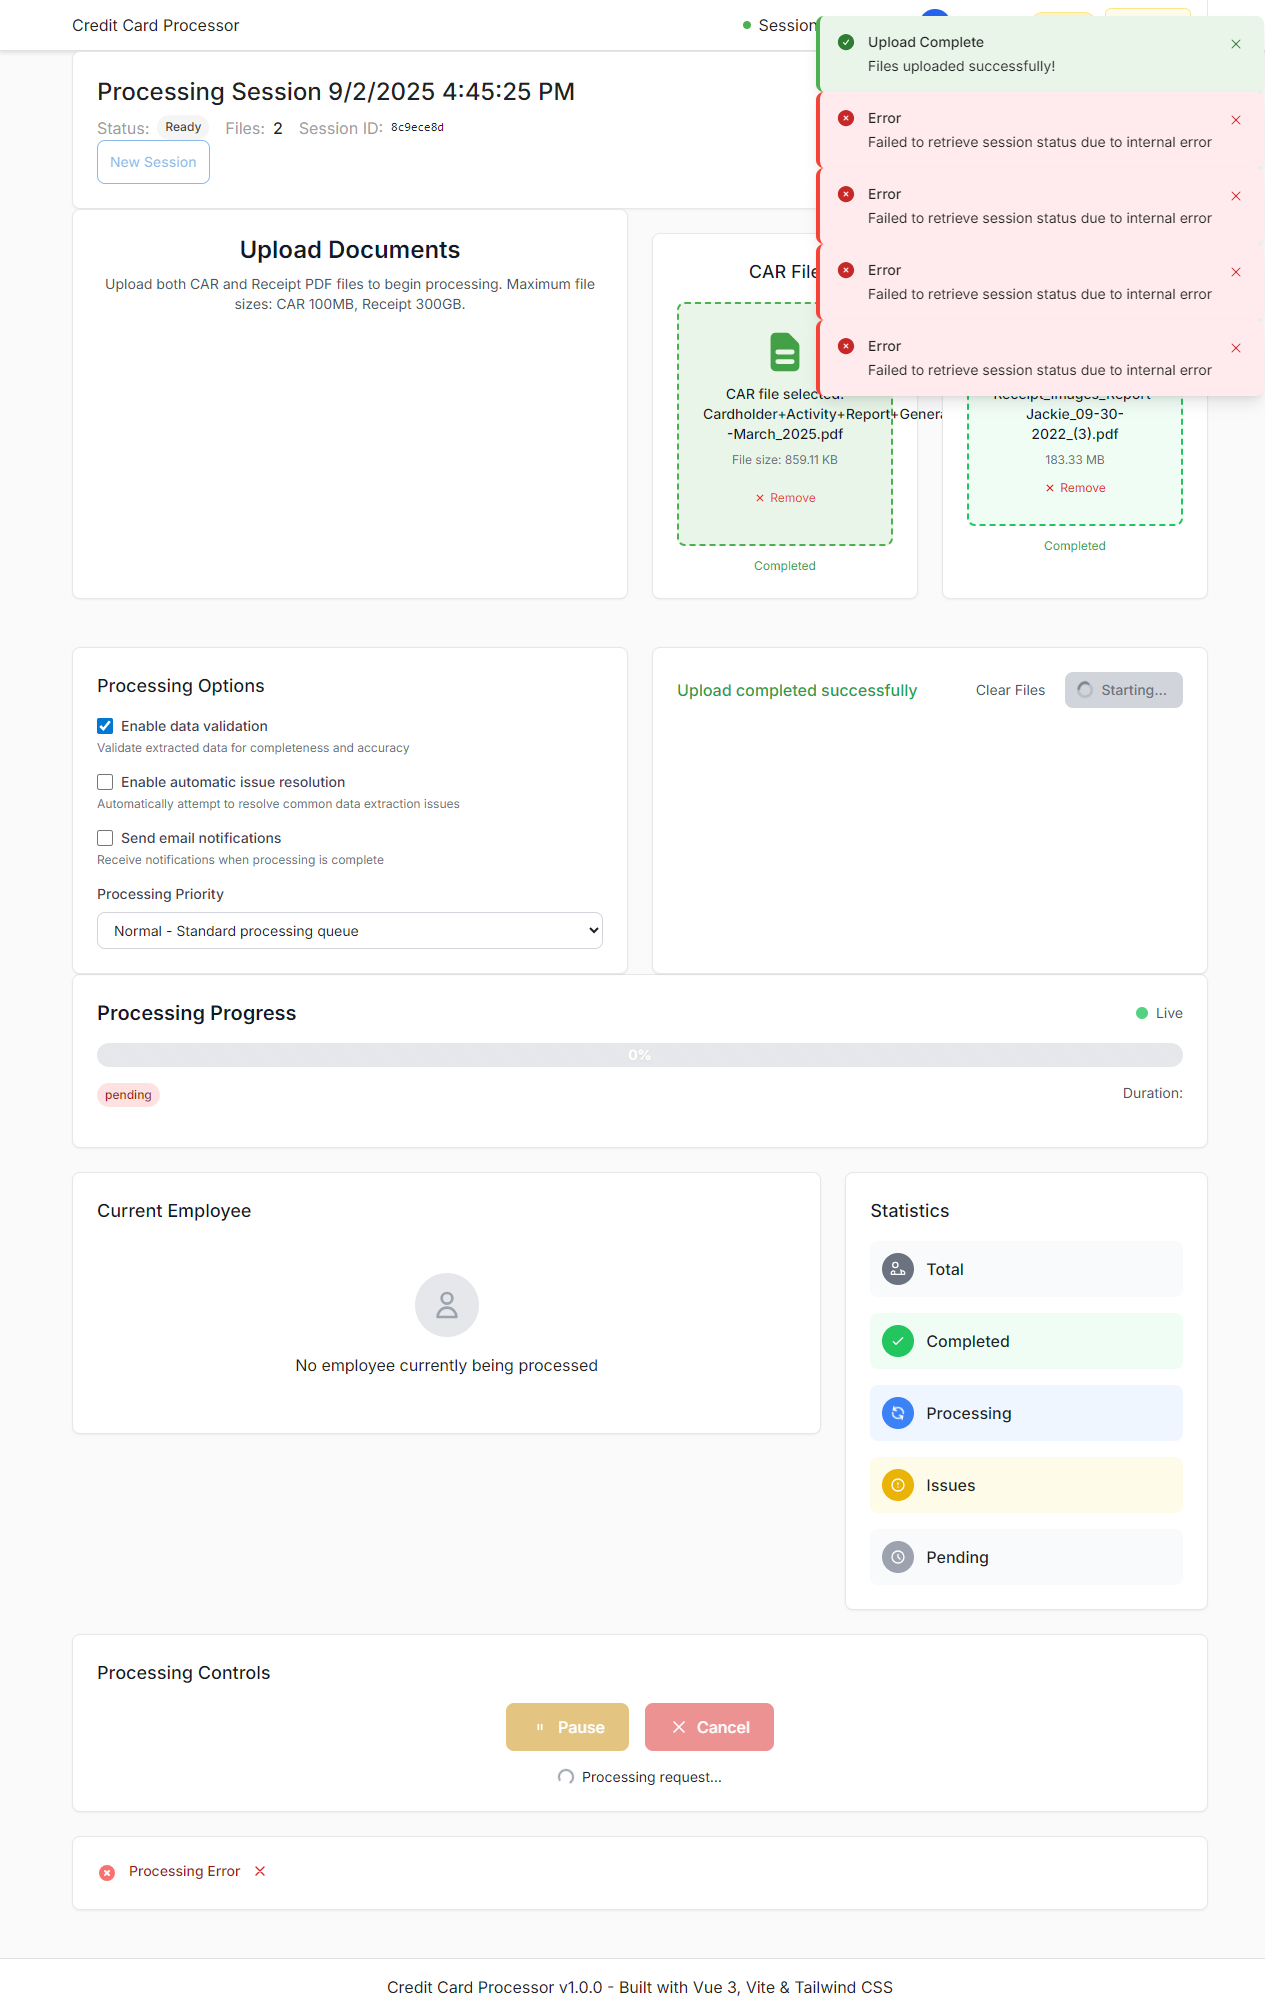 Credit Card Processor
Session
Upload Complete
Files uploaded successfully!
Error
Failed to retrieve session status due to internal error
Error
Failed to retrieve session status due to internal error
Error
Failed to retrieve session status due to internal error
Error
Failed to retrieve session status due to internal error
Processing Session 9/2/2025 4:45:25 PM
Status: Ready Files: 2 Session ID: 8c9ece8d
New Session
Upload Documents
Upload both CAR and Receipt PDF files to begin processing. Maximum file
sizes: CAR 100MB, Receipt 300GB.
CAR File
CAR file selected:
Cardholder+Activity+Report+Genera
-March_2025.pdf
File size: 859.11 KB
Remove
Completed
Receipt_Images_Report
Jackie_09-30-
2022_(3).pdf
183.33 MB
Remove
Completed
Processing Options
Enable data validation
Validate extracted data for completeness and accuracy
Enable automatic issue resolution
Automatically attempt to resolve common data extraction issues
Send email notifications
Receive notifications when processing is complete
Processing Priority
Normal - Standard processing queue
Upload completed successfully
Clear Files
Starting...
Processing Progress
Live
0%
pending
Duration:
Current Employee
No employee currently being processed
Statistics
Total
Completed
Processing
Issues
Pending
Processing Controls
Pause
Cancel
Processing request...
Processing Error
Credit Card Processor v1.0.0 - Built with Vue 3, Vite & Tailwind CSS